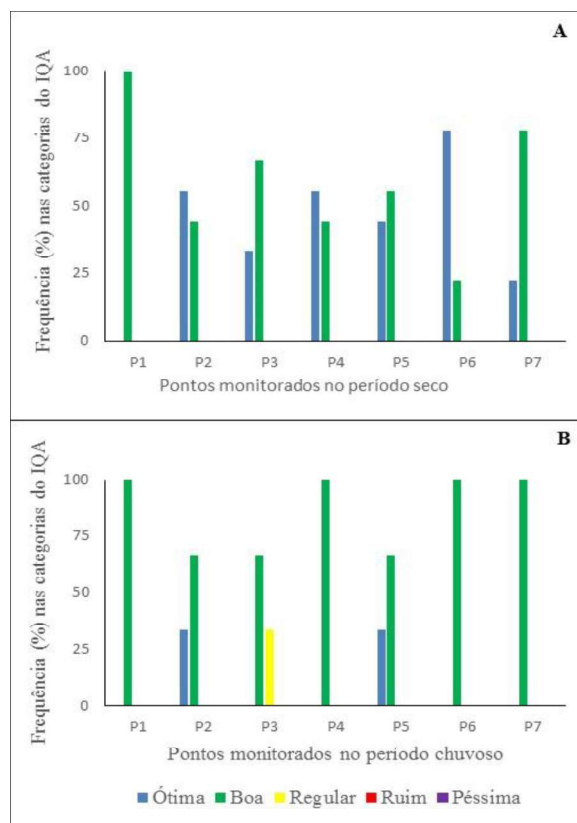 A
Frequência (%) nas categorias do IQA
100
75
50
25
0
P1 P2 P3 P4 P5 P6 P7
Pontos monitorados no período seco
B
Frequência (%) nas categorias do IQA
100
75
50
25
0
P1 P2 P3 P4 P5 P6 P7
Pontos monitorados no período chuvoso
Ótima Boa Regular Ruim Péssima